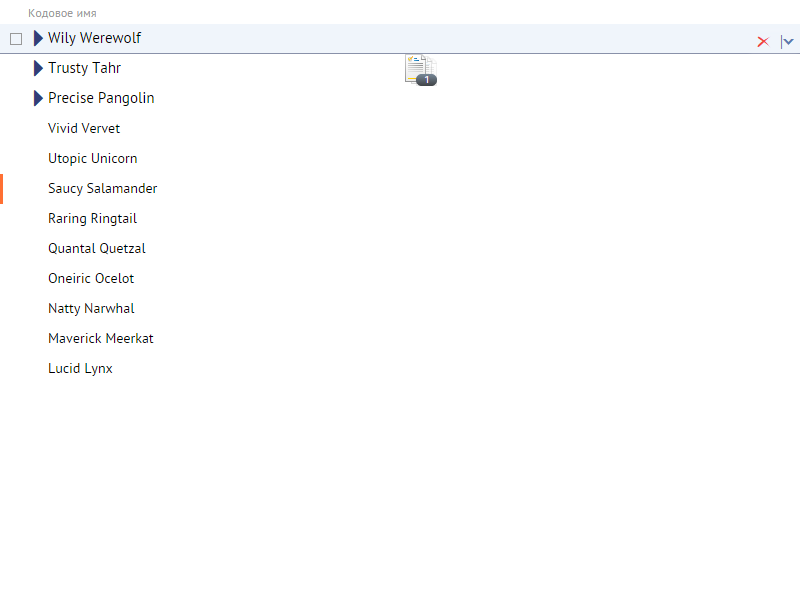 Кодовое имя
Wily Werewolf
Trusty Tahr
1
Precise Pangolin
Vivid Vervet
Utopic Unicorn
Saucy Salamander
Raring Ringtail
Quantal Quetzal
Oneiric Ocelot
Natty Narwhal
Maverick Meerkat
Lucid Lynx